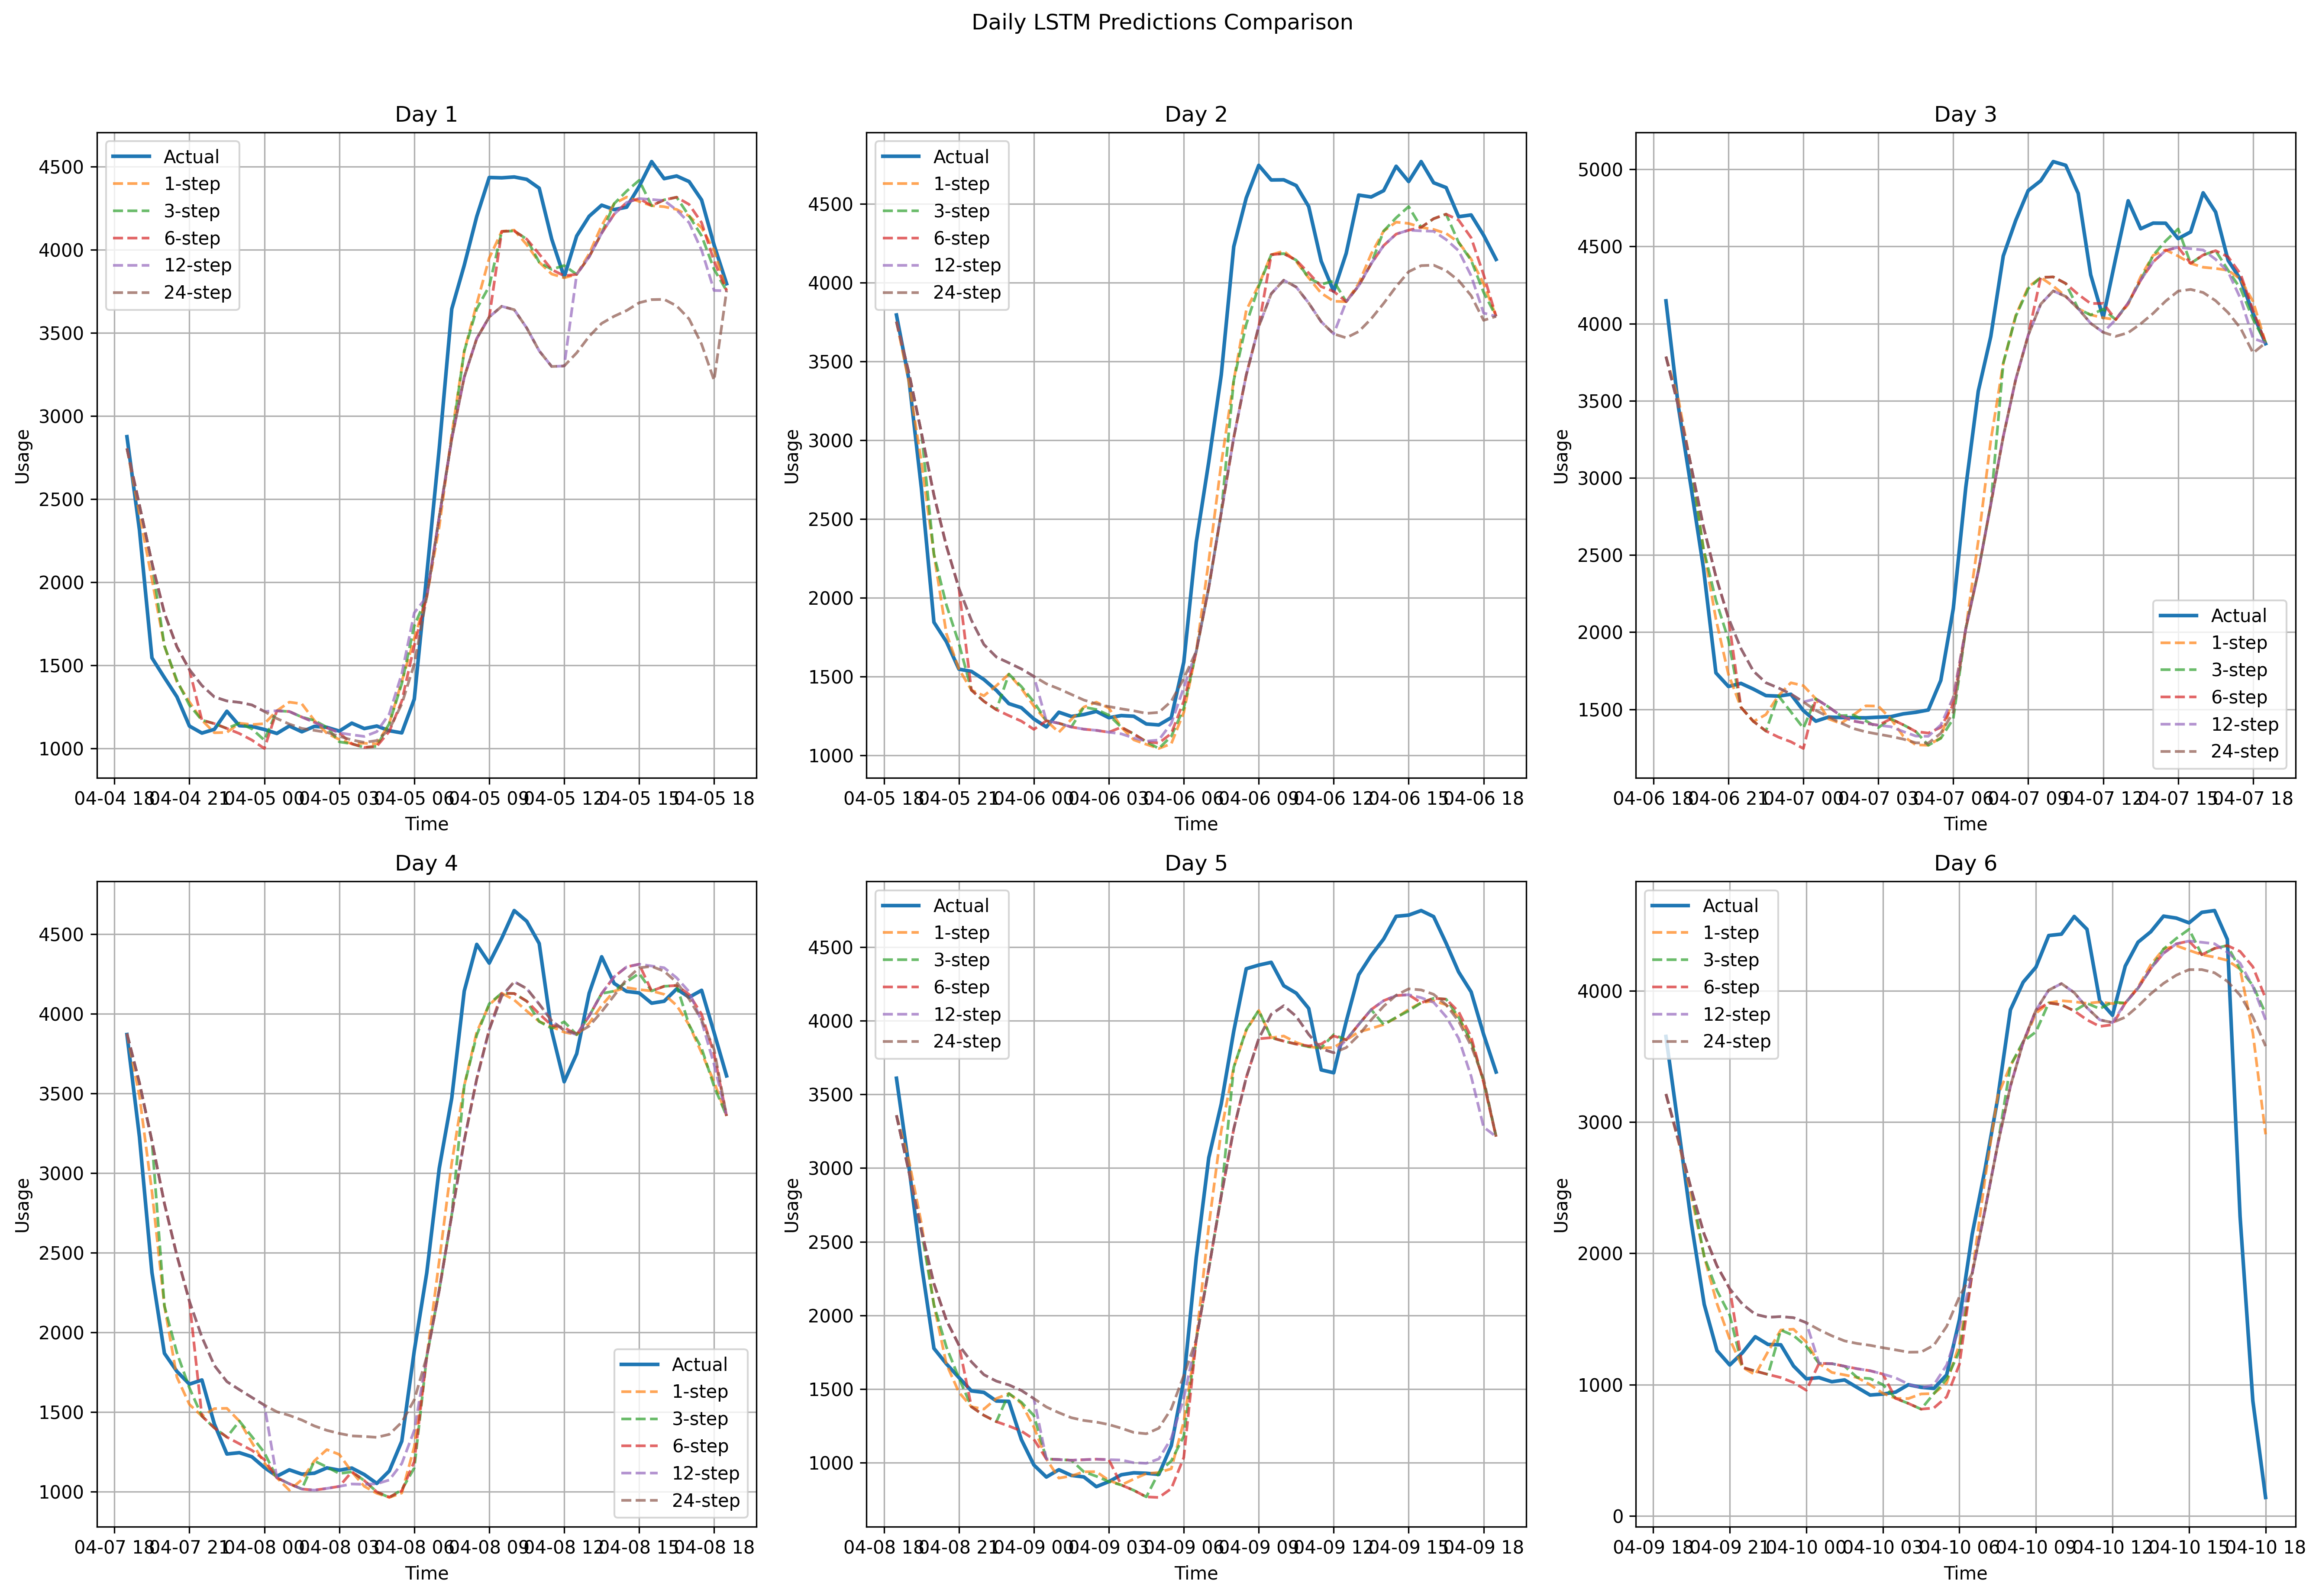 Daily LSTM Predictions Comparison
Day 1
Usage
4500
4000
3500
3000
2500
2000
1500
1000
Actual
1-step
3-step
6-step
12-step
24-step
04-04 18 04-04 21 04-05 00 04-05 03 04-05 06 04-05 09 04-05 12 04-05 15 04-05 18
Time
Day 2
Usage
4500
4000
3500
3000
2500
2000
1500
1000
Actual
1-step
3-step
6-step
12-step
24-step
04-05 18 04-05 21 04-06 00 04-06 03 04-06 06 04-06 09 04-06 12 04-06 15 04-06 18
Time
Day 3
Usage
5000
4500
4000
3500
3000
2500
2000
1500
Actual
1-step
3-step
6-step
12-step
24-step
04-06 18 04-06 21 04-07 00 04-07 03 04-07 06 04-07 09 04-07 12 04-07 15 04-07 18
Time
Day 4
Usage
4500
4000
3500
3000
2500
2000
1500
1000
Actual
1-step
3-step
6-step
12-step
24-step
04-07 18 04-07 21 04-08 00 04-08 03 04-08 06 04-08 09 04-08 12 04-08 15 04-08 18
Time
Day 5
Usage
4500
4000
3500
3000
2500
2000
1500
1000
Actual
1-step
3-step
6-step
12-step
24-step
04-08 18 04-08 21 04-09 00 04-09 03 04-09 06 04-09 09 04-09 12 04-09 15 04-09 18
Time
Day 6
Usage
4000
3000
2000
1000
0
Actual
1-step
3-step
6-step
12-step
24-step
04-09 18 04-09 21 04-10 00 04-10 03 04-10 06 04-10 09 04-10 12 04-10 15 04-10 18
Time